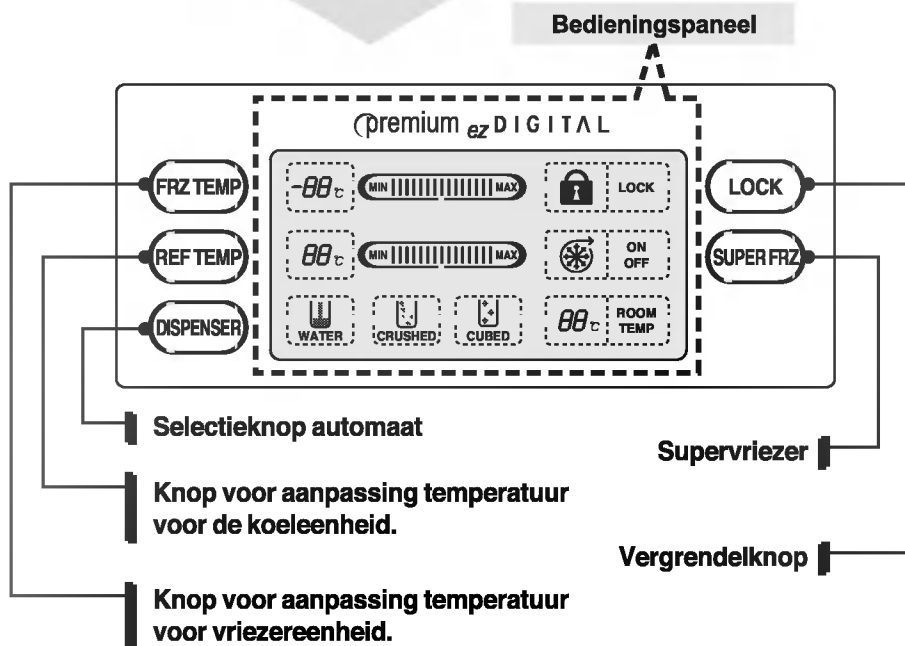 Bedieningspaneel
premium ez DIGITAL
FRZ TEMP
-88 °C
MIN MAX
LOCK
LOCK
REF TEMP
88 °C
MIN MAX
ON
OFF
SUPER FRZ
DISPENSER
WATER
CRUSHED
CUBED
88 °C
ROOM
TEMP
Selectieknop automaat
Supervriezer
Knop voor aanpassing temperatuur
voor de koeleenheid.
Vergrendelknop
Knop voor aanpassing temperatuur
voor vriezereenheid.